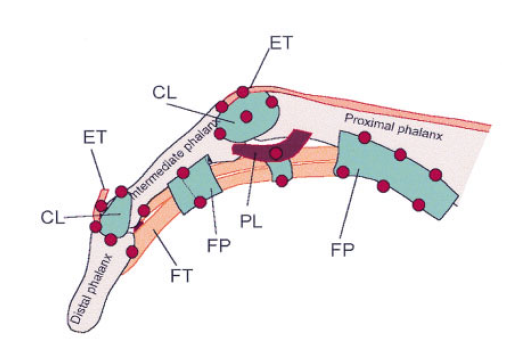 ET
CL
Proximal phalanx
Intermediate phalanx
ET
CL
PL
FP
FP
FT
Distal phalanx